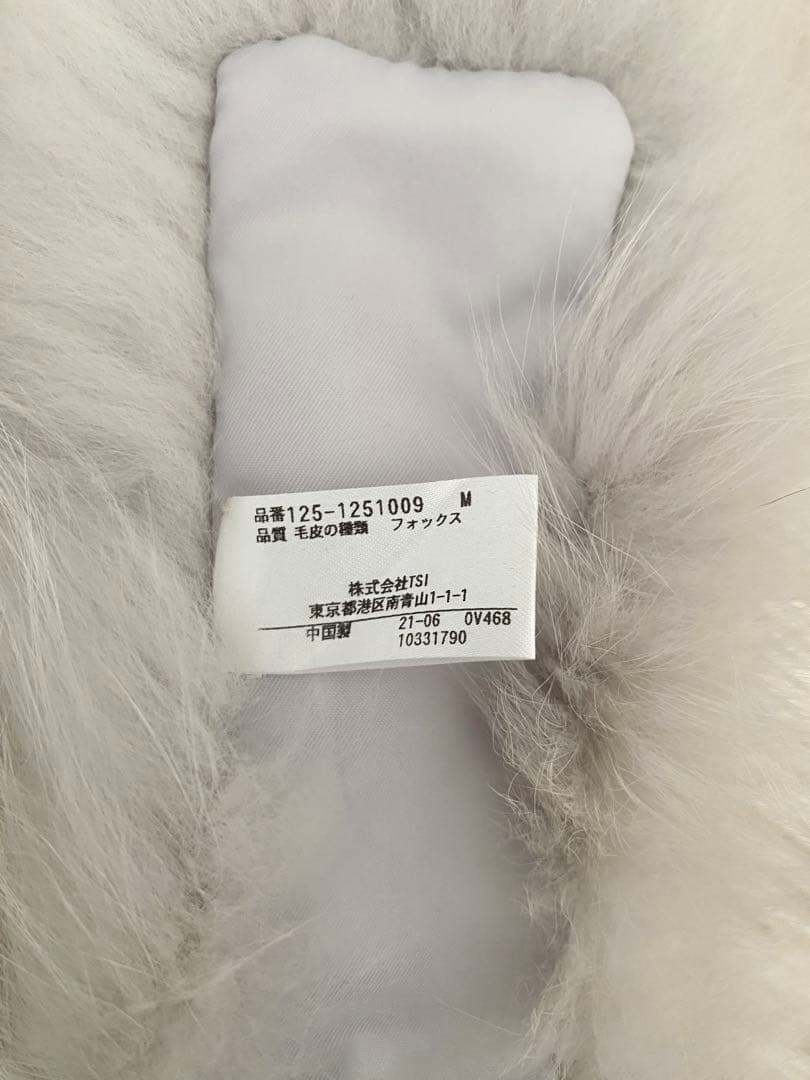 品番125-1251009 M
品質 毛皮の種類 フォックス
株式会社TSI
東京都港区南青山1-1-1
中国製 21-06 0V468
10331790